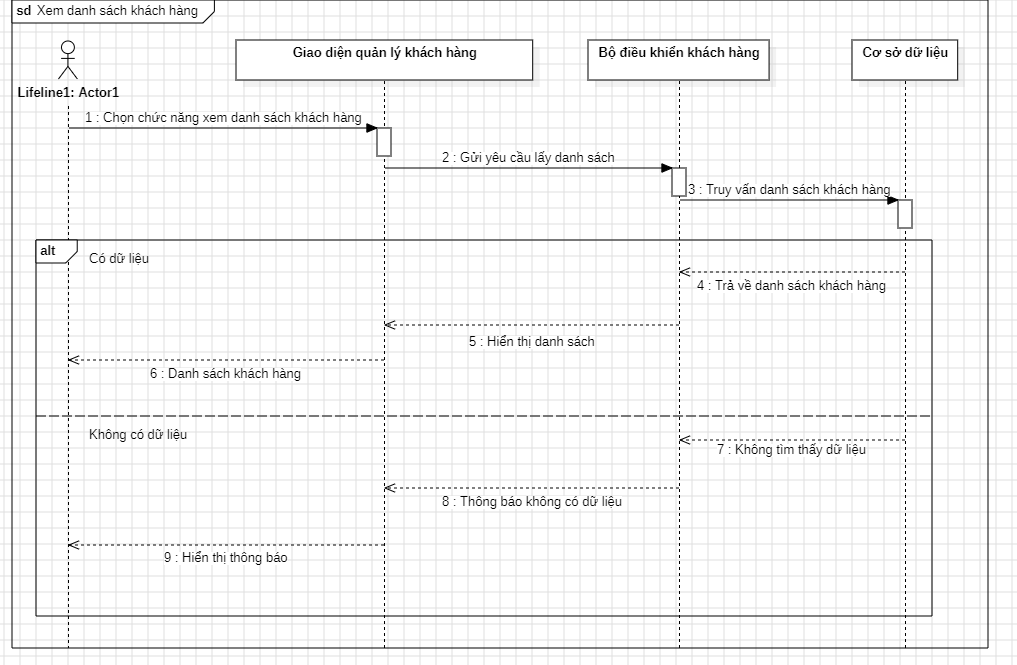 sd Xem danh sách khách hàng
Giao diện quản lý khách hàng
Bộ điều khiển khách hàng
Cơ sở dữ liệu
Lifeline1: Actor1
1 : Chọn chức năng xem danh sách khách hàng
2 : Gửi yêu cầu lấy danh sách
3 : Truy vấn danh sách khách hàng
alt
Có dữ liệu
4 : Trả về danh sách khách hàng
5 : Hiển thị danh sách
6 : Danh sách khách hàng
Không có dữ liệu
7 : Không tìm thấy dữ liệu
8 : Thông báo không có dữ liệu
9 : Hiển thị thông báo